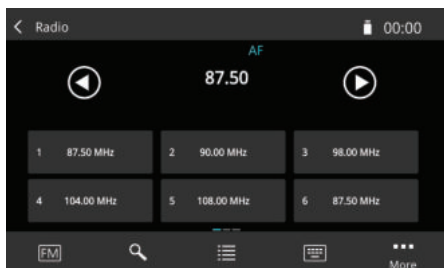 < Radio 00:00
AF
87.50
1 87.50 MHz 2 90.00 MHz 3 98.00 MHz
4 104.00 MHz 5 108.00 MHz 6 87.50 MHz
FM More